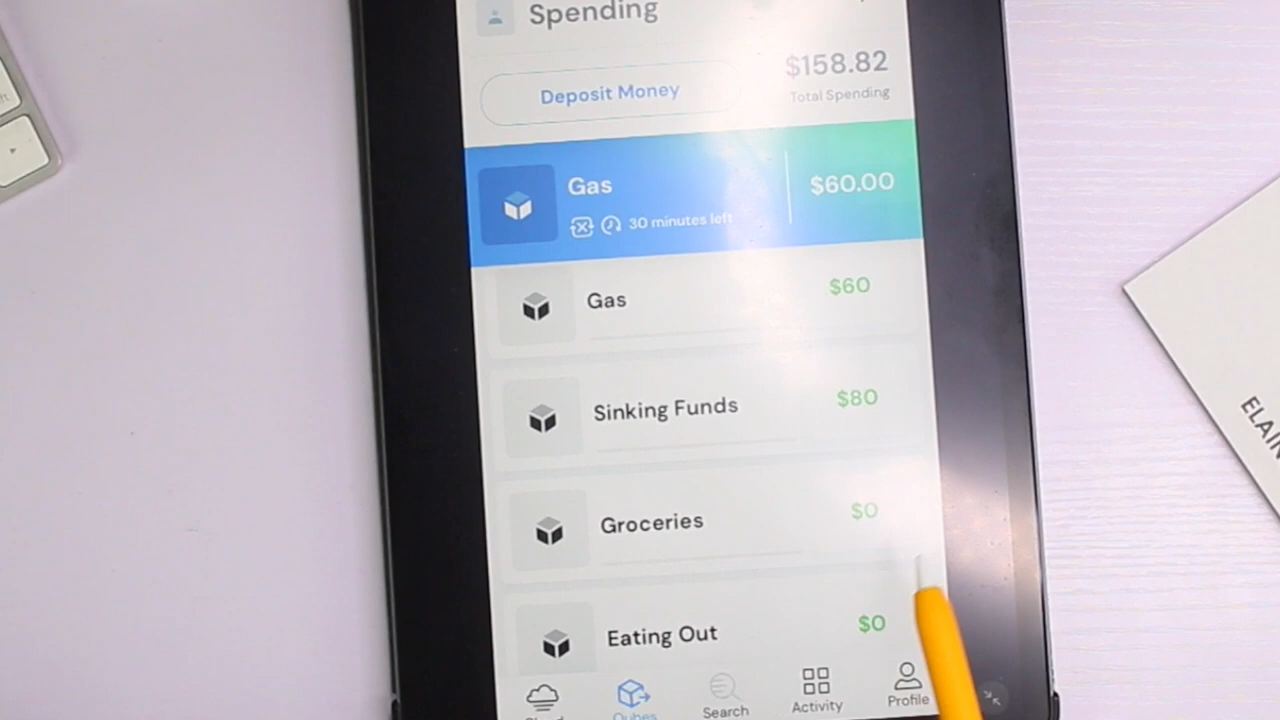 Spending
$158.82
Deposit Money
Total Spending
Gas
$60.00
30 minutes left
Gas
$60
Sinking Funds
$80
Groceries
$0
Eating Out
$0
Qubes
Search
Activity
Profile